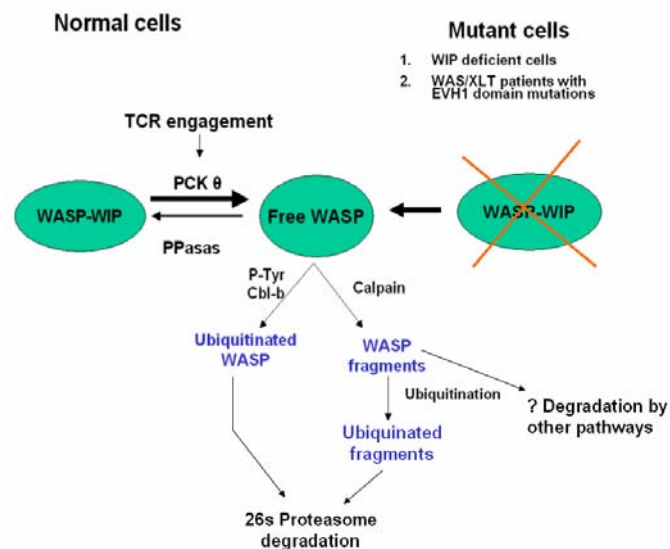 Normal cells
Mutant cells
1. WIP deficient cells
2. WAS/XLT patients with
EVH1 domain mutations
TCR engagement
PCK θ
WASP-WIP
Free WASP
WASP-WIP
PPasas
P-Tyr
Cbl-b
Calpain
Ubiquitinated
WASP
WASP
fragments
Ubiquitination
? Degradation by
other pathways
Ubiquinated
fragments
26s Proteasome
degradation